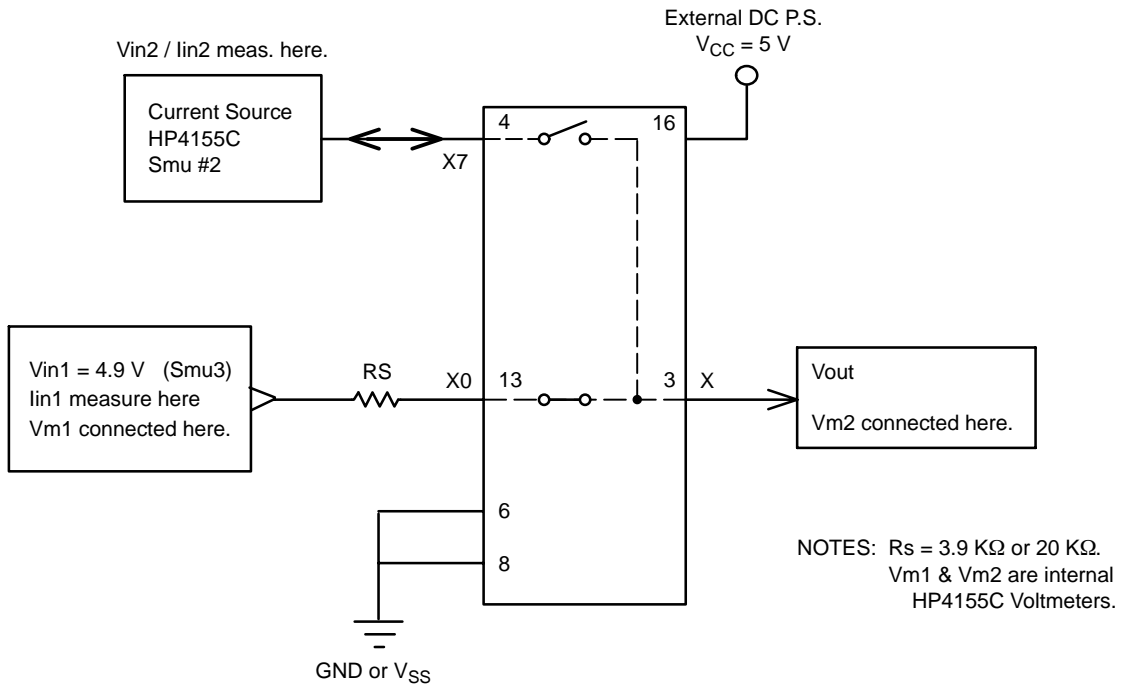 External DC P.S.
VCC = 5 V
Vin2 / Iin2 meas. here.
Current Source
HP4155C
Smu #2
X7
4
16
Vin1 = 4.9 V (Smu3)
Iin1 measure here
Vm1 connected here.
RS
X0
13
3
X
Vout
Vm2 connected here.
6
8
GND or VSS
NOTES: Rs = 3.9 KΩ or 20 KΩ.
Vm1 & Vm2 are internal
HP4155C Voltmeters.